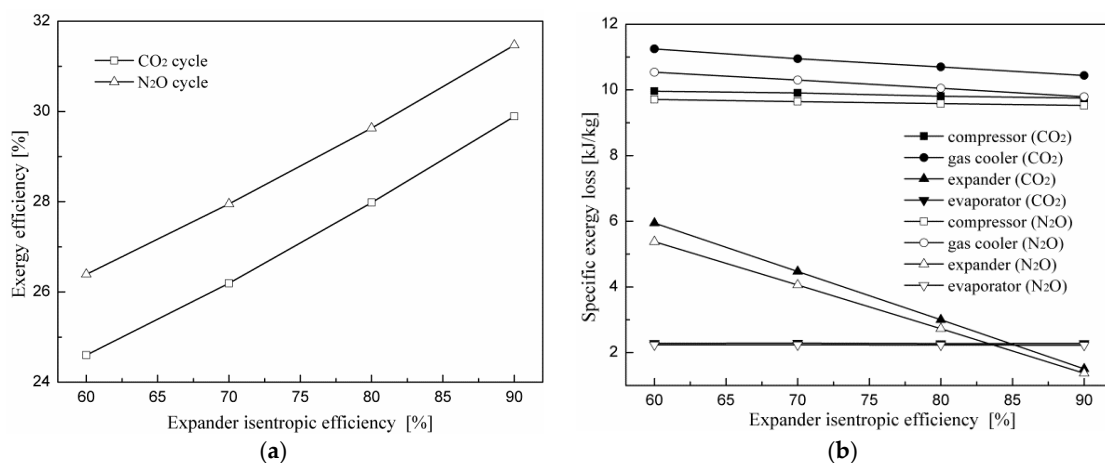 32
30
28
26
24
Exergy efficiency [%]
CO2 cycle
N2O cycle
60 65 70 75 80 85 90
Expander isentropic efficiency [%]
(a)
12
10
8
6
4
2
Specific exergy loss [kJ/kg]
compressor (CO2)
gas cooler (CO2)
expander (CO2)
evaporator (CO2)
compressor (N2O)
gas cooler (N2O)
expander (N2O)
evaporator (N2O)
60 65 70 75 80 85 90
Expander isentropic efficiency [%]
(b)